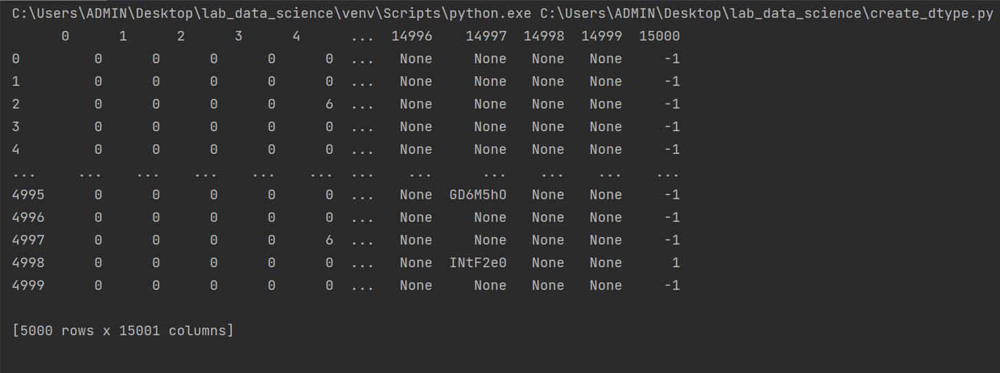 C:\Users\ADMIN\Desktop\lab_data_science\venv\Scripts\python.exe C:\Users\ADMIN\Desktop\lab_data_science\create_dtype.py
0 1 2 3 4 ... 14996 14997 14998 14999 15000
0 0 0 0 0 0 ... None None None None -1
1 0 0 0 0 0 ... None None None None -1
2 0 0 0 0 6 ... None None None None -1
3 0 0 0 0 0 ... None None None None -1
4 0 0 0 0 0 ... None None None None -1
... ... ... ... ... ... ... ... ... ... ... ...
4995 0 0 0 0 0 ... None GD6M5hO None None -1
4996 0 0 0 0 0 ... None None None None -1
4997 0 0 0 0 6 ... None None None None -1
4998 0 0 0 0 0 ... None INtF2e0 None None 1
4999 0 0 0 0 0 ... None None None None -1
[5000 rows x 15001 columns]